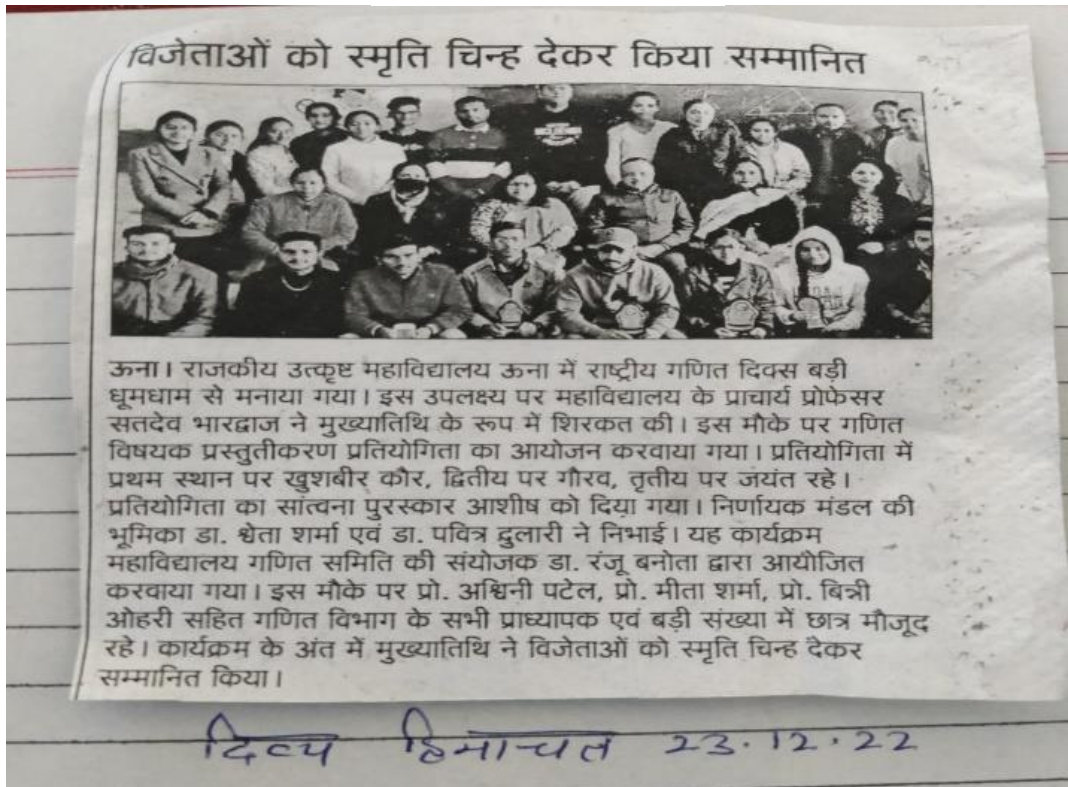 विजेताओं को स्मृति चिन्ह देकर किया सम्मानित
ऊना। राजकीय उत्कृष्ट महाविद्यालय ऊना में राष्ट्रीय गणित दिवस बड़ी
धूमधाम से मनाया गया। इस उपलक्ष्य पर महाविद्यालय के प्राचार्य प्रोफेसर
सतदेव भारद्वाज ने मुख्यातिथि के रूप में शिरकत की। इस मौके पर गणित
विषयक प्रस्तुतीकरण प्रतियोगिता का आयोजन करवाया गया। प्रतियोगिता में
प्रथम स्थान पर खुशबीर कौर, द्वितीय पर गौरव, तृतीय पर जयंत रहे।
प्रतियोगिता का सांत्वना पुरस्कार आशीष को दिया गया। निर्णायक मंडल की
भूमिका डा. श्वेता शर्मा एवं डा. पवित्र दुलारी ने निभाई। यह कार्यक्रम
महाविद्यालय गणित समिति की संयोजक डा. रंजू बनोता द्वारा आयोजित
करवाया गया। इस मौके पर प्रो. अश्विनी पटेल, प्रो. मीता शर्मा, प्रो. बिन्नी
ओहरी सहित गणित विभाग के सभी प्राध्यापक एवं बड़ी संख्या में छात्र मौजूद
रहे। कार्यक्रम के अंत में मुख्यातिथि ने विजेताओं को स्मृति चिन्ह देकर
सम्मानित किया।
दिव्य हिमाचल 23.12.22